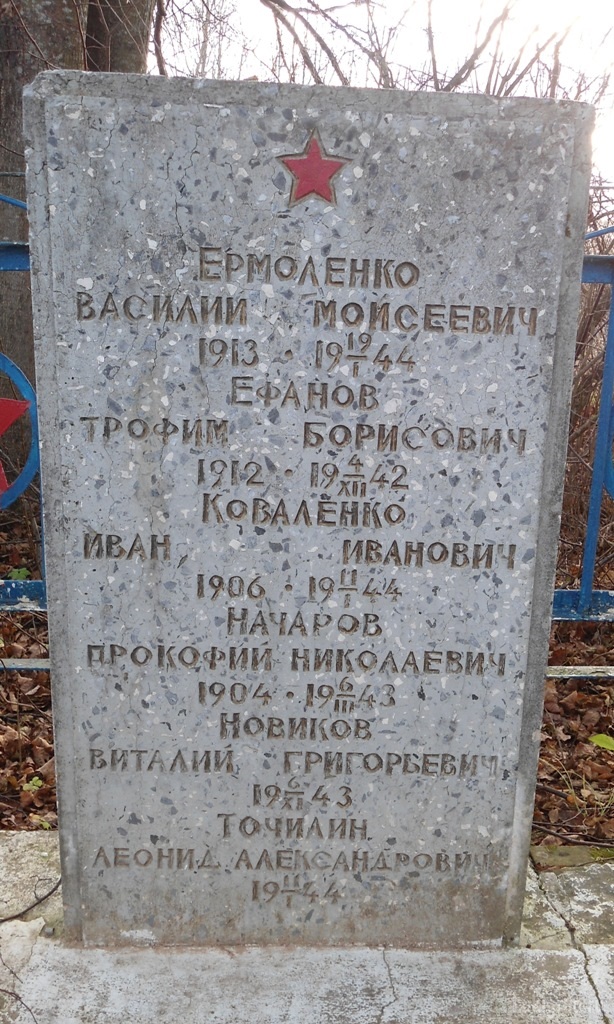 ЕРМОЛЕНКО
ВАСИЛИЙ МОИСЕЕВИЧ
1913 · 19 19/I 44
ЕФАНОВ
ТРОФИМ БОРИСОВИЧ
1912 · 19 4/XII 42
КОВАЛЁНКО
ИВАН, ИВАНОВИЧ
1906 · 19 11/I 44
НАЧАРОВ
ПРОКОФИЙ НИКОЛАЕВИЧ
1904 · 19 6/III 43
НОВИКОВ
ВИТАЛИЙ ГРИГОРЬЕВИЧ
19 6/XI 43
ТОЧИЛИН
ЛЕОНИД АЛЕКСАНДРОВИЧ
19 11/I 44